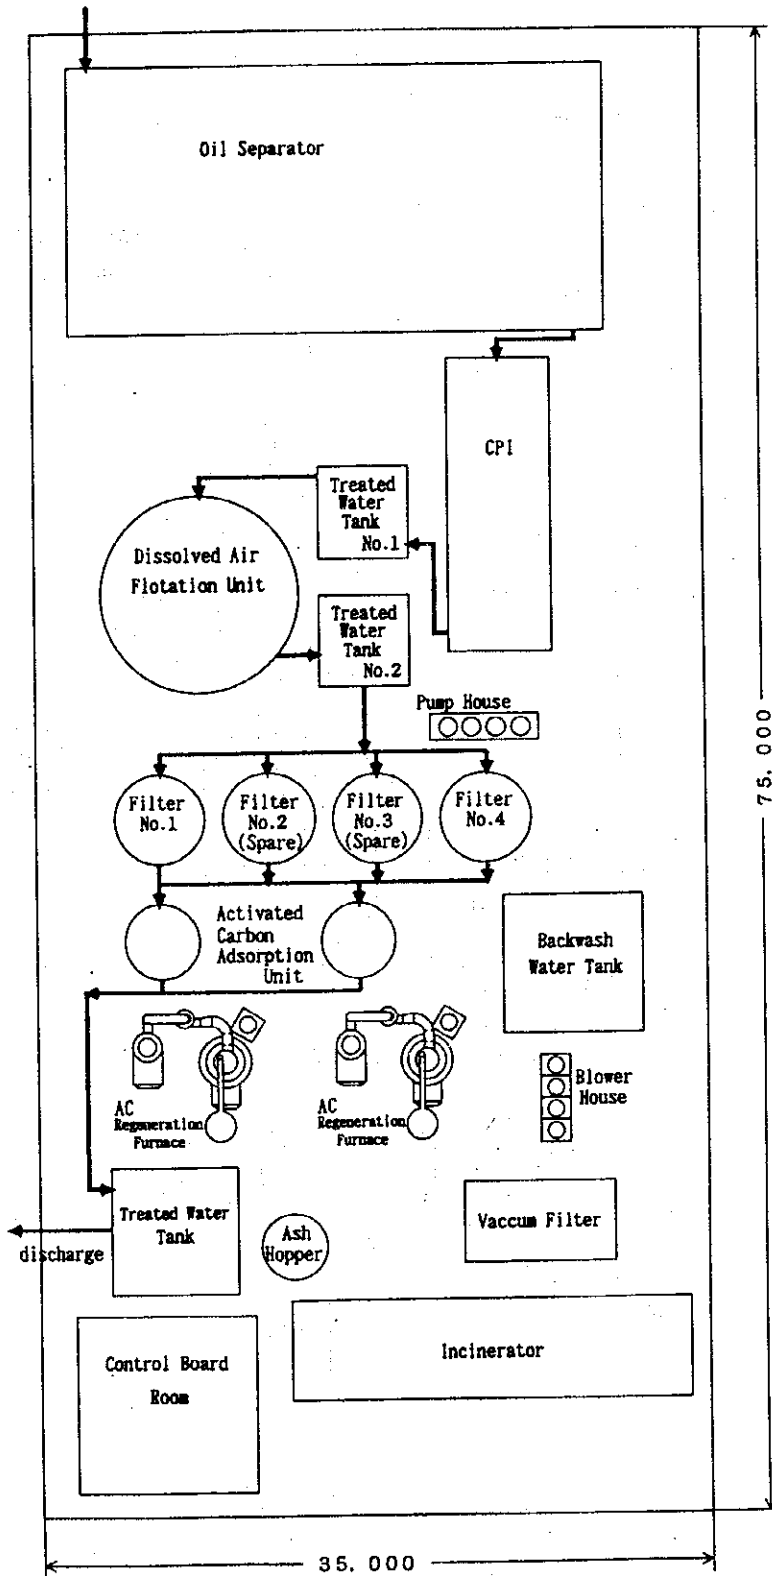 Oil Separator
CPI
Treated
Water
Tank
No.1
Dissolved Air
Flotation Unit
Treated
Water
Tank
No.2
Pump House
75. 000
Filter
No.1
Filter
No.2
(Spare)
Filter
No.3
(Spare)
Filter
No.4
Activated
Carbon
Adsorption
Unit
Backwash
Water Tank
AC
Regeneration
Furnace
AC
Regeneration
Furnace
Blower
House
Treated Water
Tank
discharge
Ash
Hopper
Vaccum Filter
Control Board
Room
Incinerator
35. 000